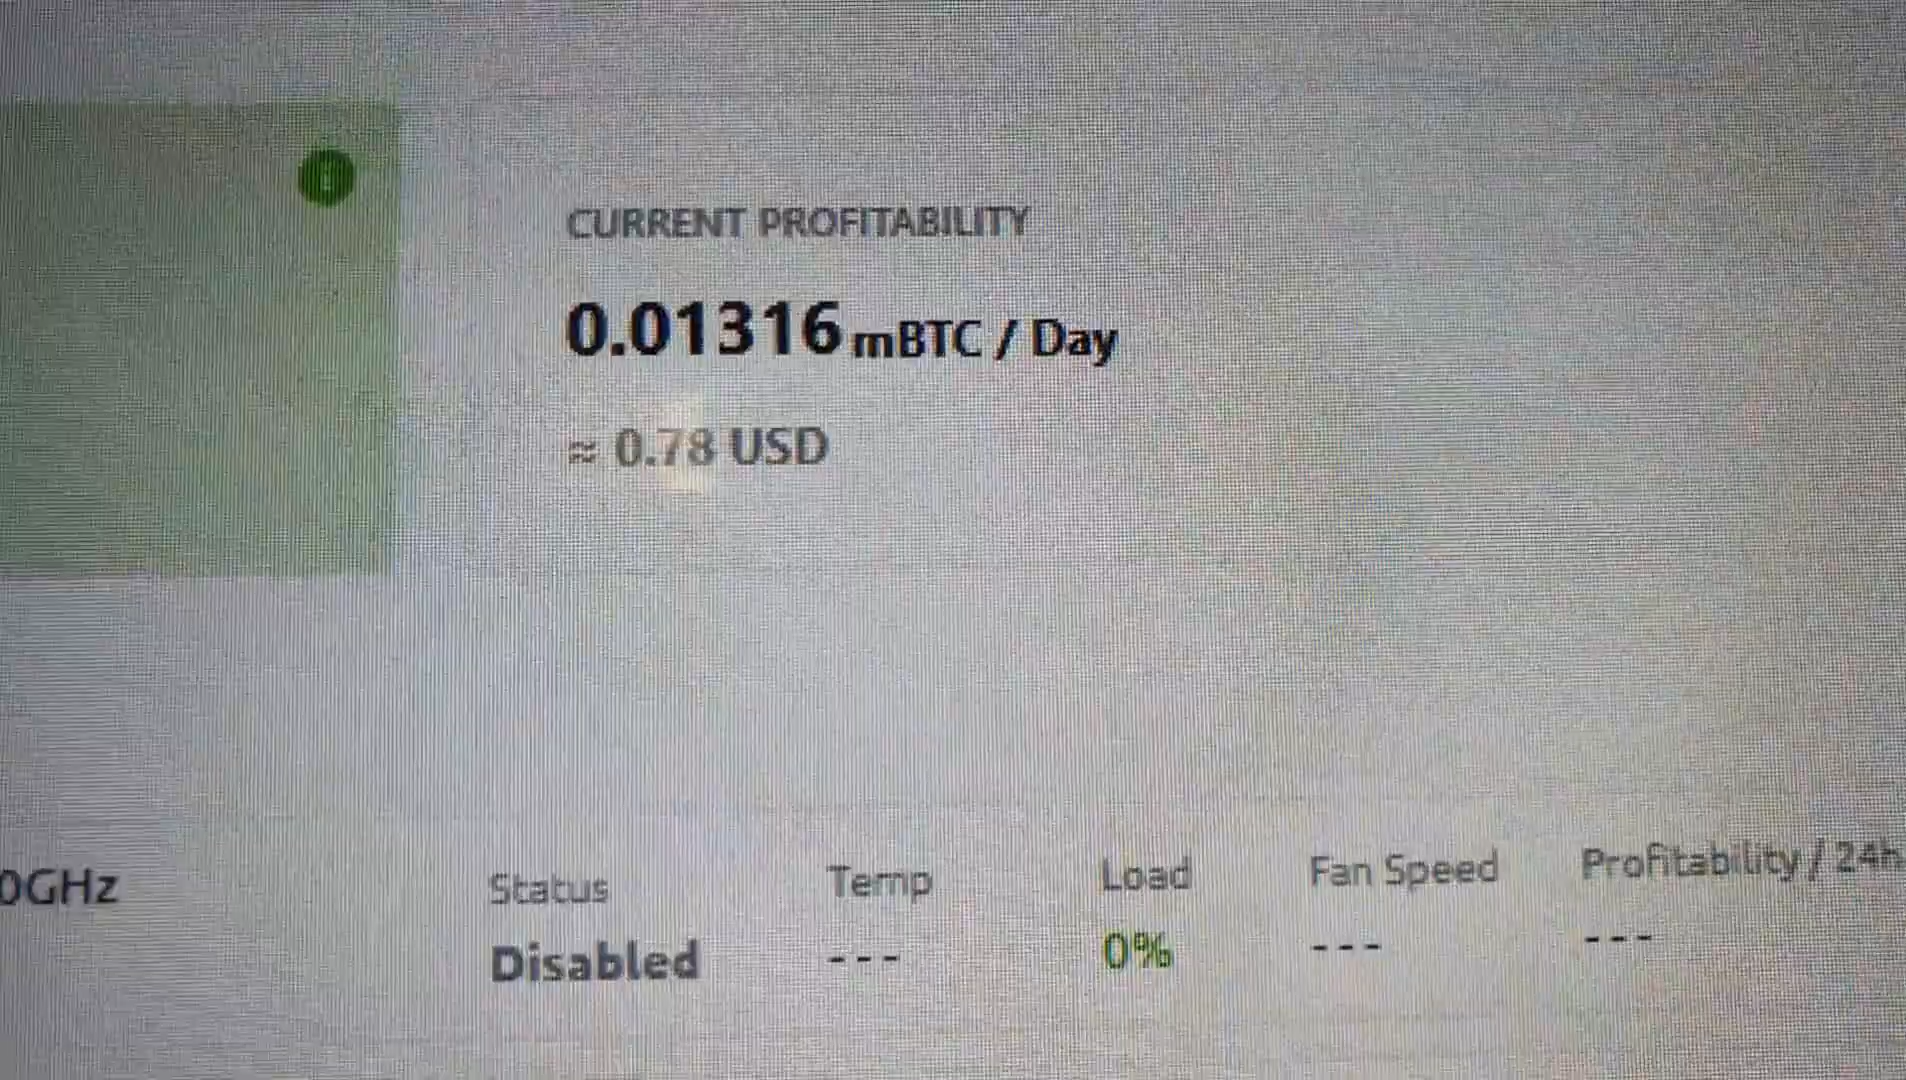 CURRENT PROFITABILITY
0.01316 mBTC / Day
≈ 0.78 USD
0GHz
Status Temp Load Fan Speed Profitability / 24h
Disabled --- 0% --- ---